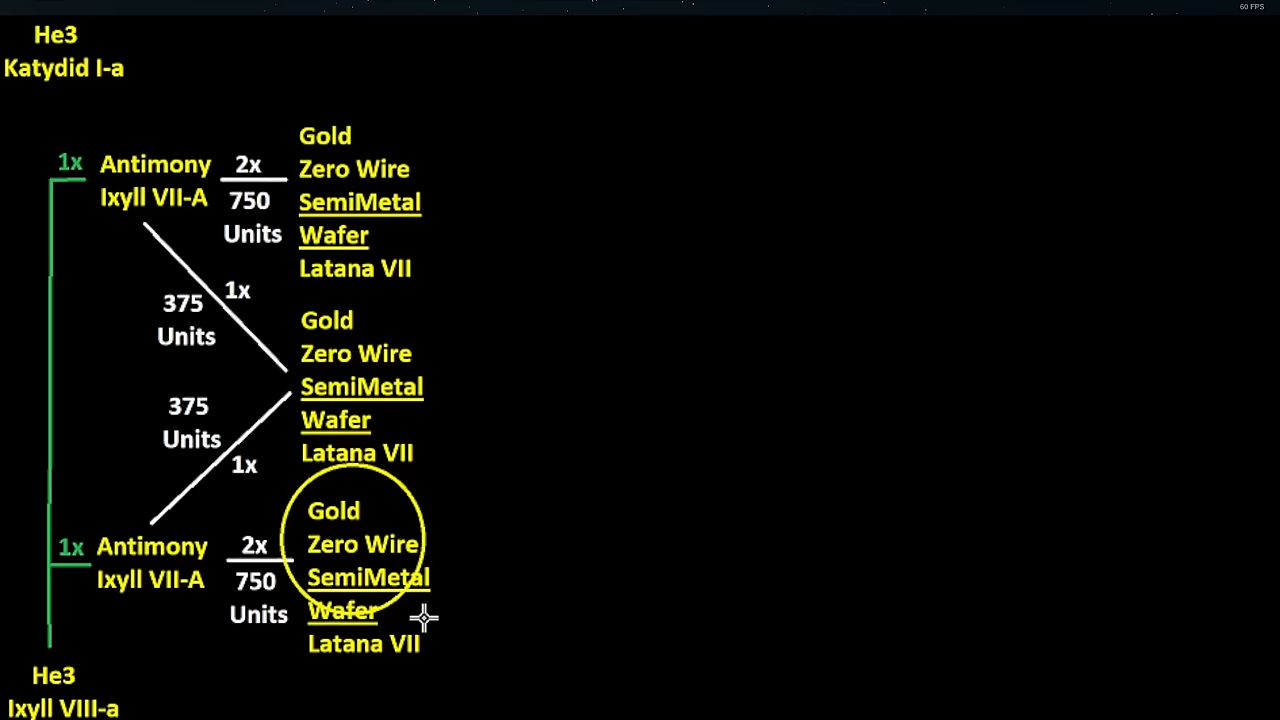 60 FPS
He3
Katydid I-a
Gold
Zero Wire
SemiMetal
Wafer
Latana VII
1x
Antimony
Ixyll VII-A
2x
750
Units
375
Units
1x
Gold
Zero Wire
SemiMetal
Wafer
Latana VII
375
Units
1x
Gold
Zero Wire
SemiMetal
Wafer
Latana VII
1x
Antimony
Ixyll VII-A
2x
750
Units
He3
Ixyll VIII-a